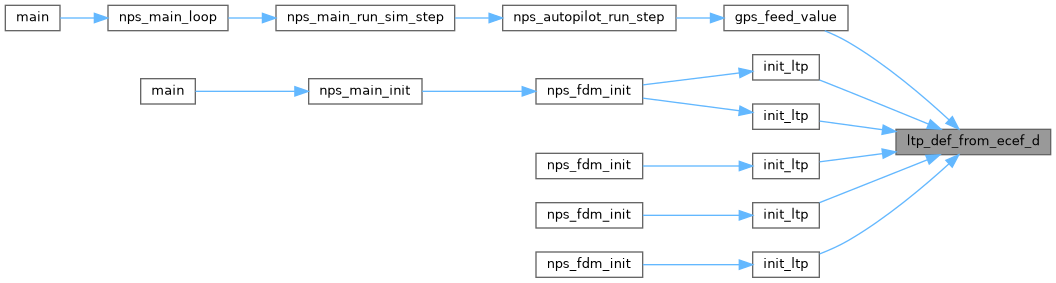 main
nps_main_loop
nps_main_run_sim_step
nps_autopilot_run_step
gps_feed_value
init_ltp
main
nps_main_init
nps_fdm_init
init_ltp
ltp_def_from_ecef_d
nps_fdm_init
init_ltp
nps_fdm_init
init_ltp
nps_fdm_init
init_ltp